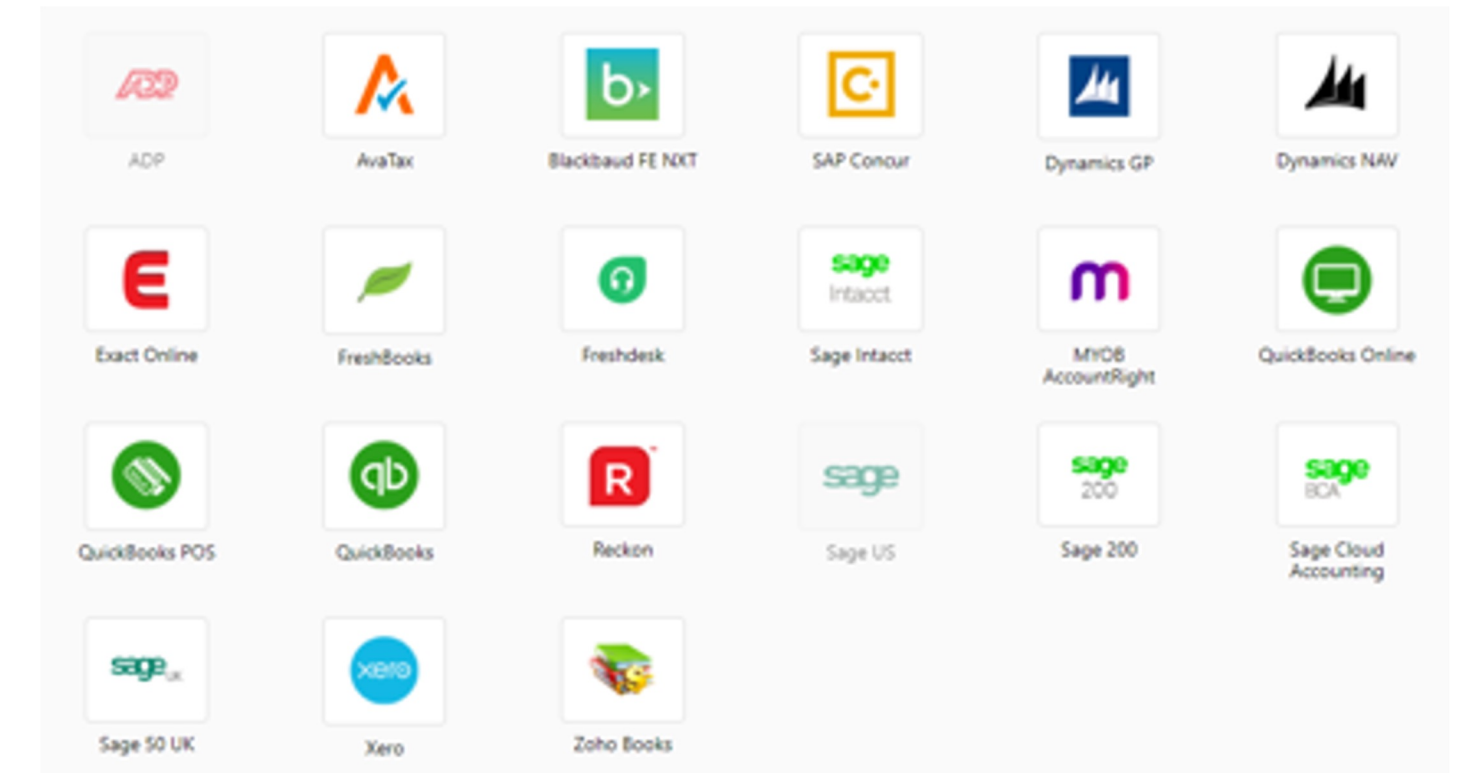 ADP
AvaTax
b
Blackbaud FE NXT
C
SAP Concur
Dynamics GP
Dynamics NAV
E
Exact Online
FreshBooks
Freshdesk
sage
Intacct
Sage Intacct
m
MYOB
AccountRight
QuickBooks Online
QuickBooks POS
qb
QuickBooks
R
Reckon
sage
Sage US
sage
200
Sage 200
sage
BCA
Sage Cloud
Accounting
sage UK
Sage 50 UK
xero
Xero
Zoho Books